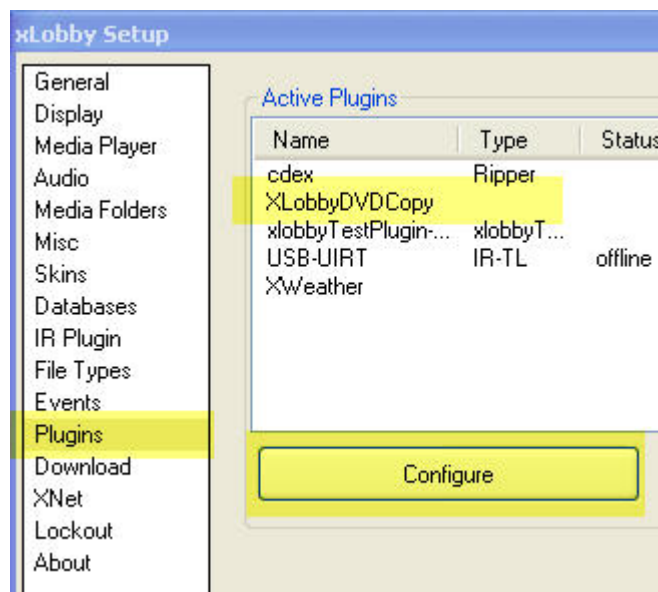 xLobby Setup
General
Display
Media Player
Audio
Media Folders
Misc
Skins
Databases
IR Plugin
File Types
Events
Plugins
Download
XNet
Lockout
About
Active Plugins
Name Type Status
cdex Ripper
XLobbyDVDCopy
xlobbyTestPlugin-... xlobbyT...
USB-UIRT IR-TL offline
XWeather
Configure